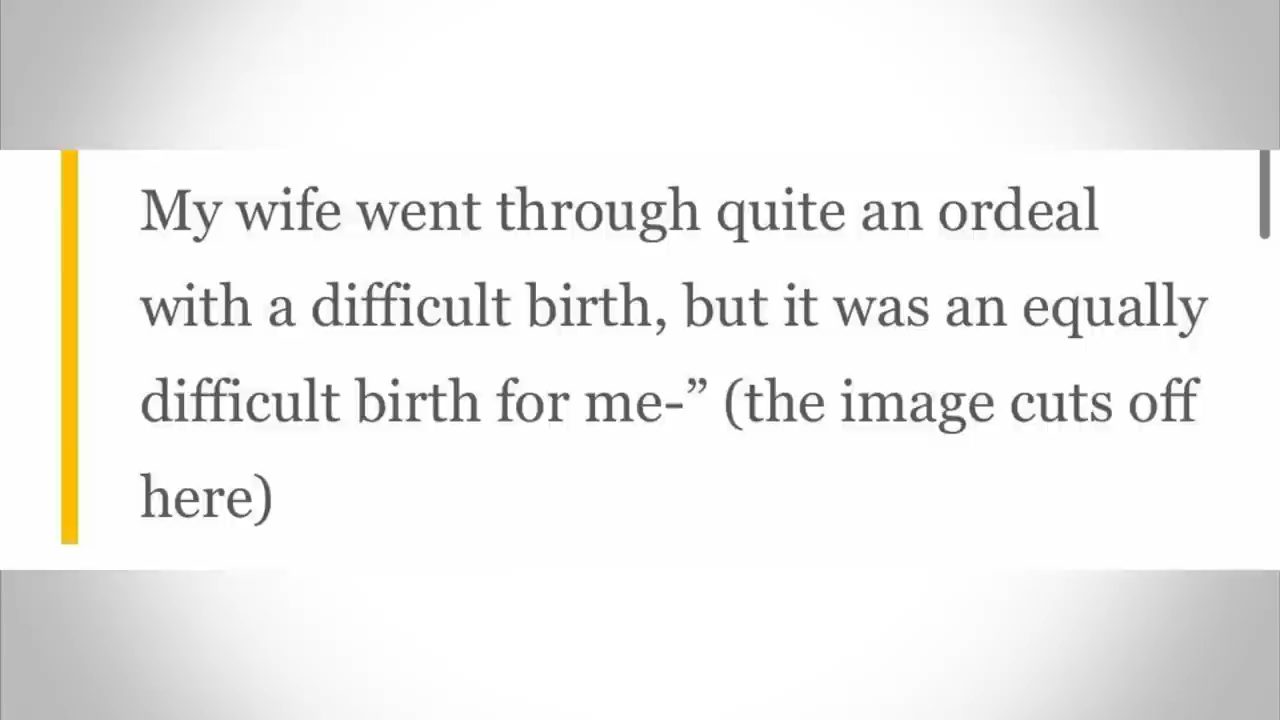 My wife went through quite an ordeal
with a difficult birth, but it was an equally
difficult birth for me-” (the image cuts off
here)